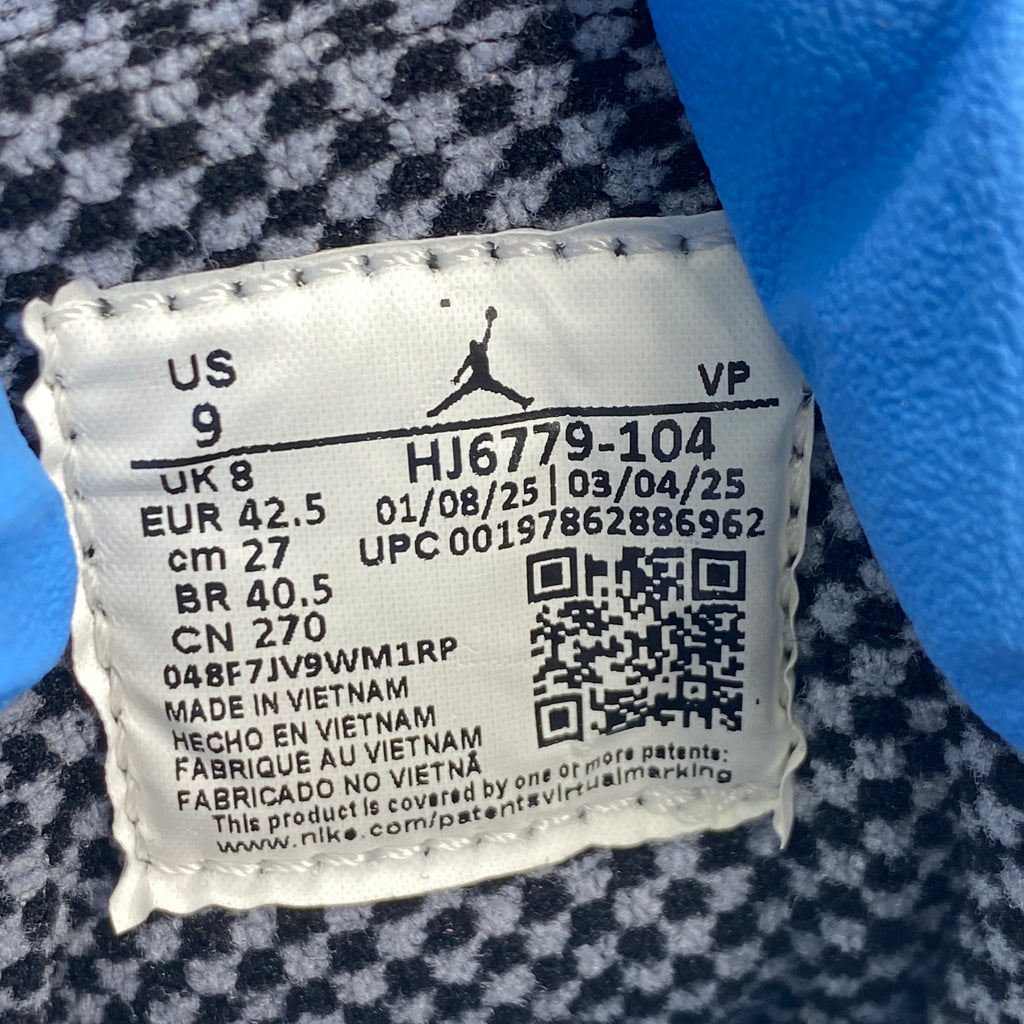 US
9
VP
UK 8
EUR 42.5
cm 27
BR 40.5
CN 270
HJ6779-104
01/08/25 | 03/04/25
UPC 00197862886962
048F7JV9WM1RP
MADE IN VIETNAM
HECHO EN VIETNAM
FABRIQUE AU VIETNAM
FABRICADO NO VIETNÃ
This product is covered by one or more patents:
www.nike.com/patentsvirtualmarking